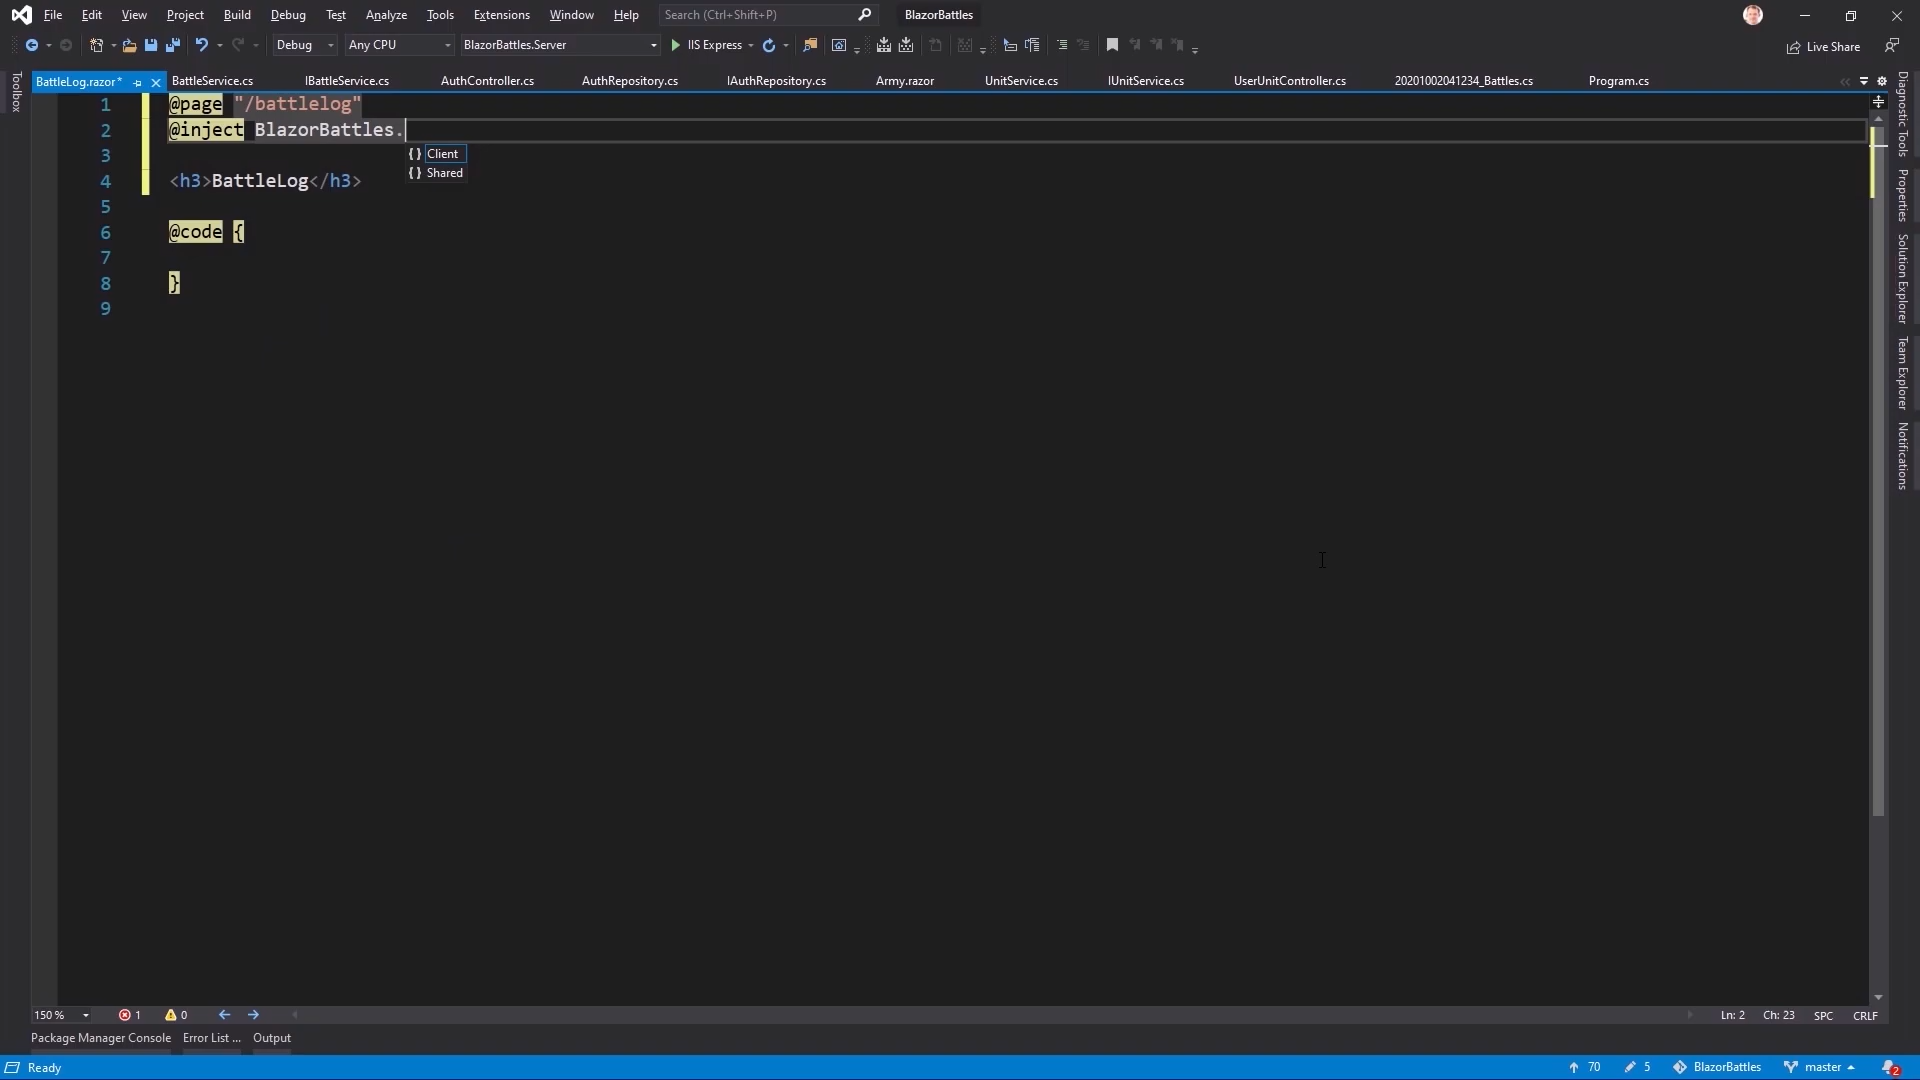 File Edit View Project Build Debug Test Analyze Tools Extensions Window Help Search (Ctrl+Shift+P) BlazorBattles
Debug Any CPU BlazorBattles.Server IIS Express Live Share
BattleLog.razor* BattleService.cs IBattleService.cs AuthController.cs AuthRepository.cs IAuthRepository.cs Army.razor UnitService.cs IUnitService.cs UserUnitController.cs 20201002041234_Battles.cs Program.cs
Toolbox
1 @page "/battlelog"
2 @inject BlazorBattles.
{ } Client
3
{ } Shared
4 <h3>BattleLog</h3>
5
6 @code {
7
8 }
9
Diagnostic Tools
Properties
Solution Explorer
Team Explorer
Notifications
150 % 1 0 Ln: 2 Ch: 23 SPC CRLF
Package Manager Console Error List ... Output
Ready 70 5 BlazorBattles master 2